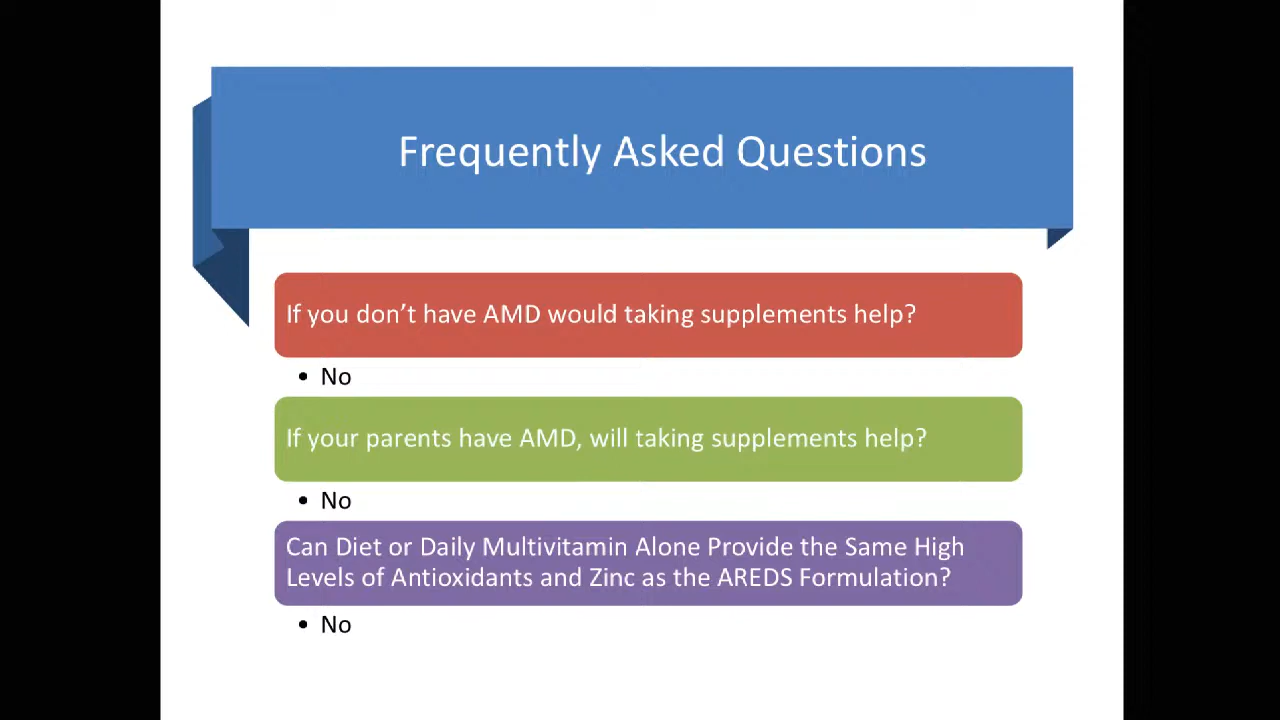 Frequently Asked Questions
If you don’t have AMD would taking supplements help?
• No
If your parents have AMD, will taking supplements help?
• No
Can Diet or Daily Multivitamin Alone Provide the Same High
Levels of Antioxidants and Zinc as the AREDS Formulation?
• No